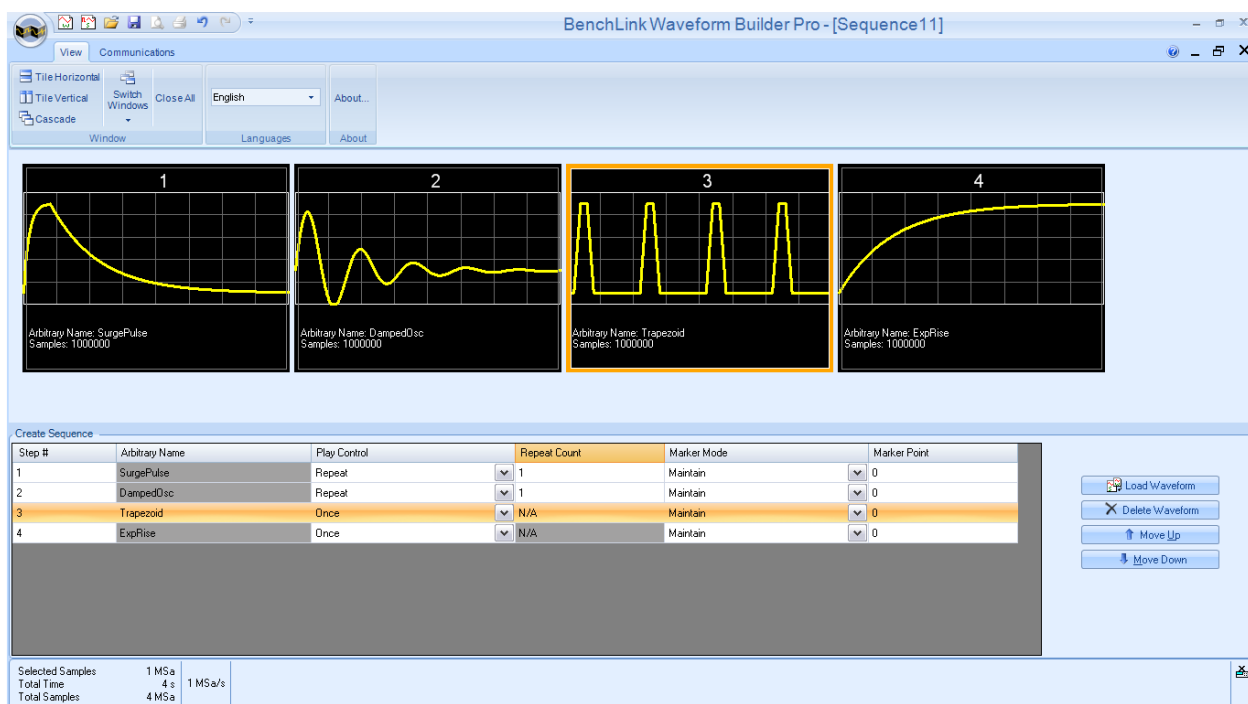 BenchLink Waveform Builder Pro - [Sequence11]
View Communications
Tile Horizontal
Tile Vertical
Cascade
Switch Windows
Close All
English
About...
Window Languages About
1
Arbitrary Name: SurgePulse
Samples: 1000000
2
Arbitrary Name: DampedOsc
Samples: 1000000
3
Arbitrary Name: Trapezoid
Samples: 1000000
4
Arbitrary Name: ExpRise
Samples: 1000000
Create Sequence
Step # Arbitrary Name Play Control Repeat Count Marker Mode Marker Point
1 SurgePulse Repeat 1 Maintain 0
2 DampedOsc Repeat 1 Maintain 0
3 Trapezoid Once N/A Maintain 0
4 ExpRise Once N/A Maintain 0
Load Waveform
Delete Waveform
Move Up
Move Down
Selected Samples 1 MSa
Total Time 4 s
Total Samples 4 MSa
1 MSa/s